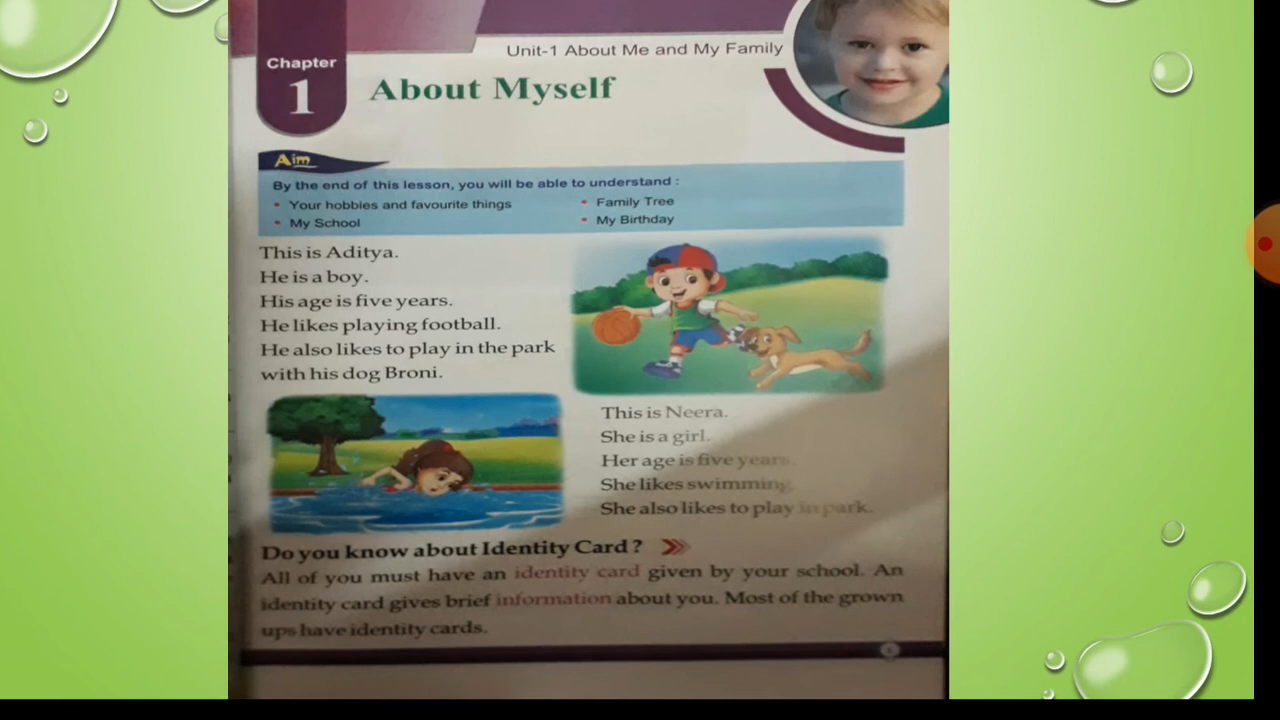 Unit-1 About Me and My Family
Chapter
1
About Myself
Aim
By the end of this lesson, you will be able to understand :
• Your hobbies and favourite things
• Family Tree
• My School
• My Birthday
This is Aditya.
He is a boy.
His age is five years.
He likes playing football.
He also likes to play in the park
with his dog Broni.
This is Neera.
She is a girl.
Her age is five years.
She likes swimming.
She also likes to play in park.
Do you know about Identity Card ?
All of you must have an identity card given by your school. An
identity card gives brief information about you. Most of the grown
ups have identity cards.